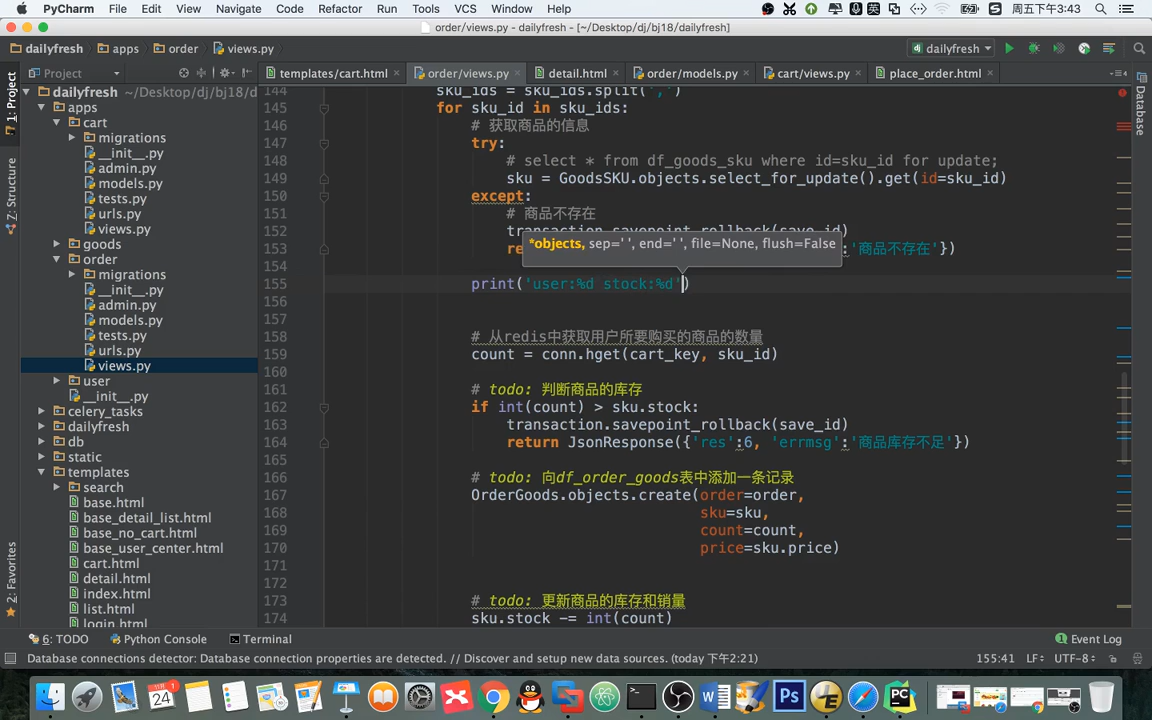 PyCharm File Edit View Navigate Code Refactor Run Tools VCS Window Help 周五下午3:43
order/views.py - dailyfresh - [~/Desktop/dj/bj18/dailyfresh]
dailyfresh apps order views.py dailyfresh
Project templates/cart.html order/views.py detail.html order/models.py cart/views.py place_order.html
1: Project
Z: Structure
2: Favorites
Database
dailyfresh ~/Desktop/dj/bj18/d
apps
cart
migrations
__init__.py
admin.py
models.py
tests.py
urls.py
views.py
goods
order
migrations
__init__.py
admin.py
models.py
tests.py
urls.py
views.py
user
__init__.py
celery_tasks
dailyfresh
db
static
templates
search
base.html
base_detail_list.html
base_no_cart.html
base_user_center.html
cart.html
detail.html
index.html
list.html
login.html
144 sku_ids = sku_ids.split(',')
145 for sku_id in sku_ids:
146 # 获取商品的信息
147 try:
148 # select * from df_goods_sku where id=sku_id for update;
149 sku = GoodsSKU.objects.select_for_update().get(id=sku_id)
150 except:
151 # 商品不存在
152 transaction.savepoint_rollback(save_id)
*objects, sep=' ', end=' ', file=None, flush=False
153 re :'商品不存在'})
154
155 print('user:%d stock:%d')
156
157
158 # 从redis中获取用户所要购买的商品的数量
159 count = conn.hget(cart_key, sku_id)
160
161 # todo: 判断商品的库存
162 if int(count) > sku.stock:
163 transaction.savepoint_rollback(save_id)
164 return JsonResponse({'res':6, 'errmsg':'商品库存不足'})
165
166 # todo: 向df_order_goods表中添加一条记录
167 OrderGoods.objects.create(order=order,
168 sku=sku,
169 count=count,
170 price=sku.price)
171
172
173 # todo: 更新商品的库存和销量
174 sku.stock -= int(count)
6: TODO Python Console Terminal 1 Event Log
Database connections detector: Database connection properties are detected. // Discover and setup new data sources. (today 下午2:21) 155:41 LF UTF-8